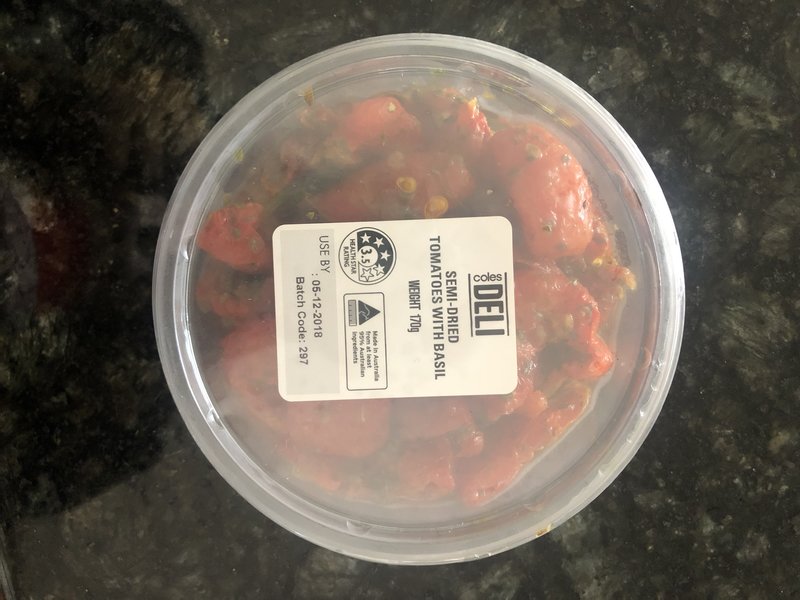 coles
DELI
SEMI-DRIED
TOMATOES WITH BASIL
WEIGHT 170g
3.5
HEALTH STAR
RATING
Made in Australia
from at least
99% Australian
ingredients
USE BY
: 05-12-2018
Batch Code: 297